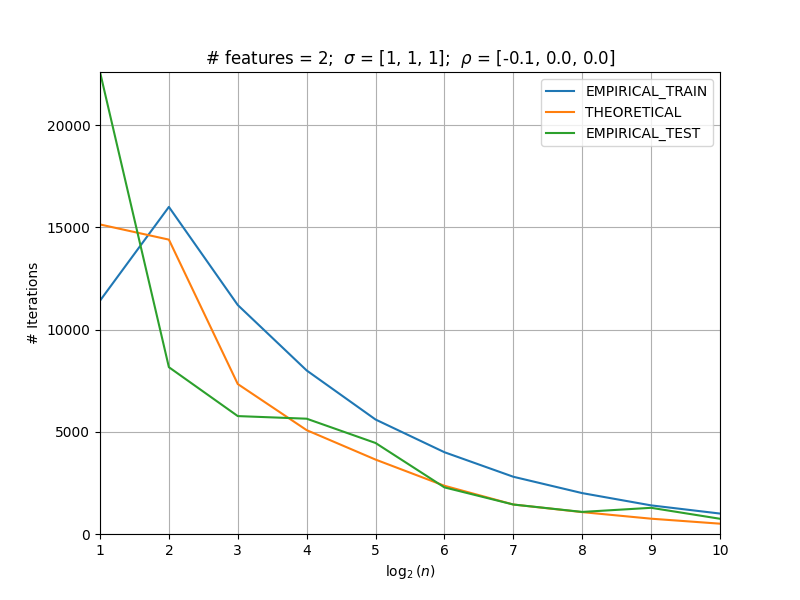 # features = 2; σ = [1, 1, 1]; ρ = [-0.1, 0.0, 0.0]
EMPIRICAL_TRAIN
THEORETICAL
EMPIRICAL_TEST
20000
15000
10000
5000
0
# Iterations
1 2 3 4 5 6 7 8 9 10
log₂(n)